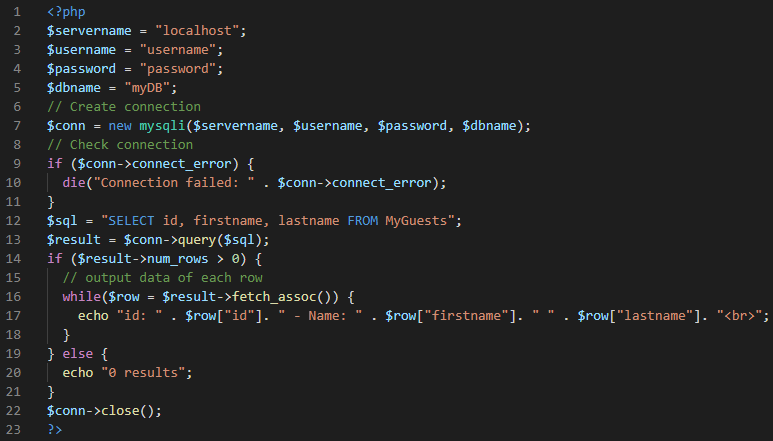 1 <?php
2 $servername = "localhost";
3 $username = "username";
4 $password = "password";
5 $dbname = "myDB";
6 // Create connection
7 $conn = new mysqli($servername, $username, $password, $dbname);
8 // Check connection
9 if ($conn->connect_error) {
10   die("Connection failed: " . $conn->connect_error);
11 }
12 $sql = "SELECT id, firstname, lastname FROM MyGuests";
13 $result = $conn->query($sql);
14 if ($result->num_rows > 0) {
15   // output data of each row
16   while($row = $result->fetch_assoc()) {
17     echo "id: " . $row["id"]. " - Name: " . $row["firstname"]. " " . $row["lastname"]. "<br>";
18   }
19 } else {
20   echo "0 results";
21 }
22 $conn->close();
23 ?>